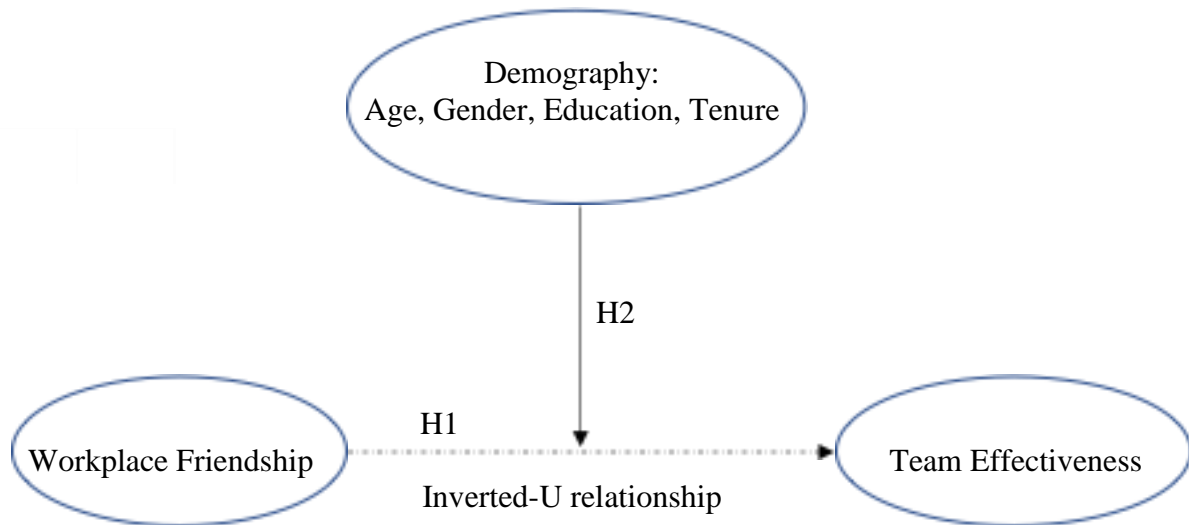 Demography:
Age, Gender, Education, Tenure
H2
H1
Workplace Friendship
Team Effectiveness
Inverted-U relationship